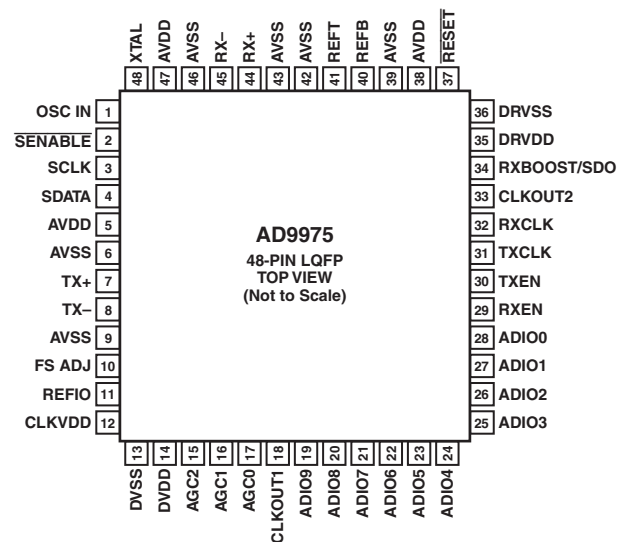 48 XTAL
47 AVDD
46 AVSS
45 RX–
44 RX+
43 AVSS
42 AVSS
41 REFT
40 REFB
39 AVSS
38 AVDD
37 RESET
OSC IN 1
SENABLE 2
SCLK 3
SDATA 4
AVDD 5
AVSS 6
TX+ 7
TX– 8
AVSS 9
FS ADJ 10
REFIO 11
CLKVDD 12
AD9975
48-PIN LQFP
TOP VIEW
(Not to Scale)
36 DRVSS
35 DRVDD
34 RXBOOST/SDO
33 CLKOUT2
32 RXCLK
31 TXCLK
30 TXEN
29 RXEN
28 ADIO0
27 ADIO1
26 ADIO2
25 ADIO3
DVSS 13
DVDD 14
AGC2 15
AGC1 16
AGC0 17
CLKOUT1 18
ADIO9 19
ADIO8 20
ADIO7 21
ADIO6 22
ADIO5 23
ADIO4 24